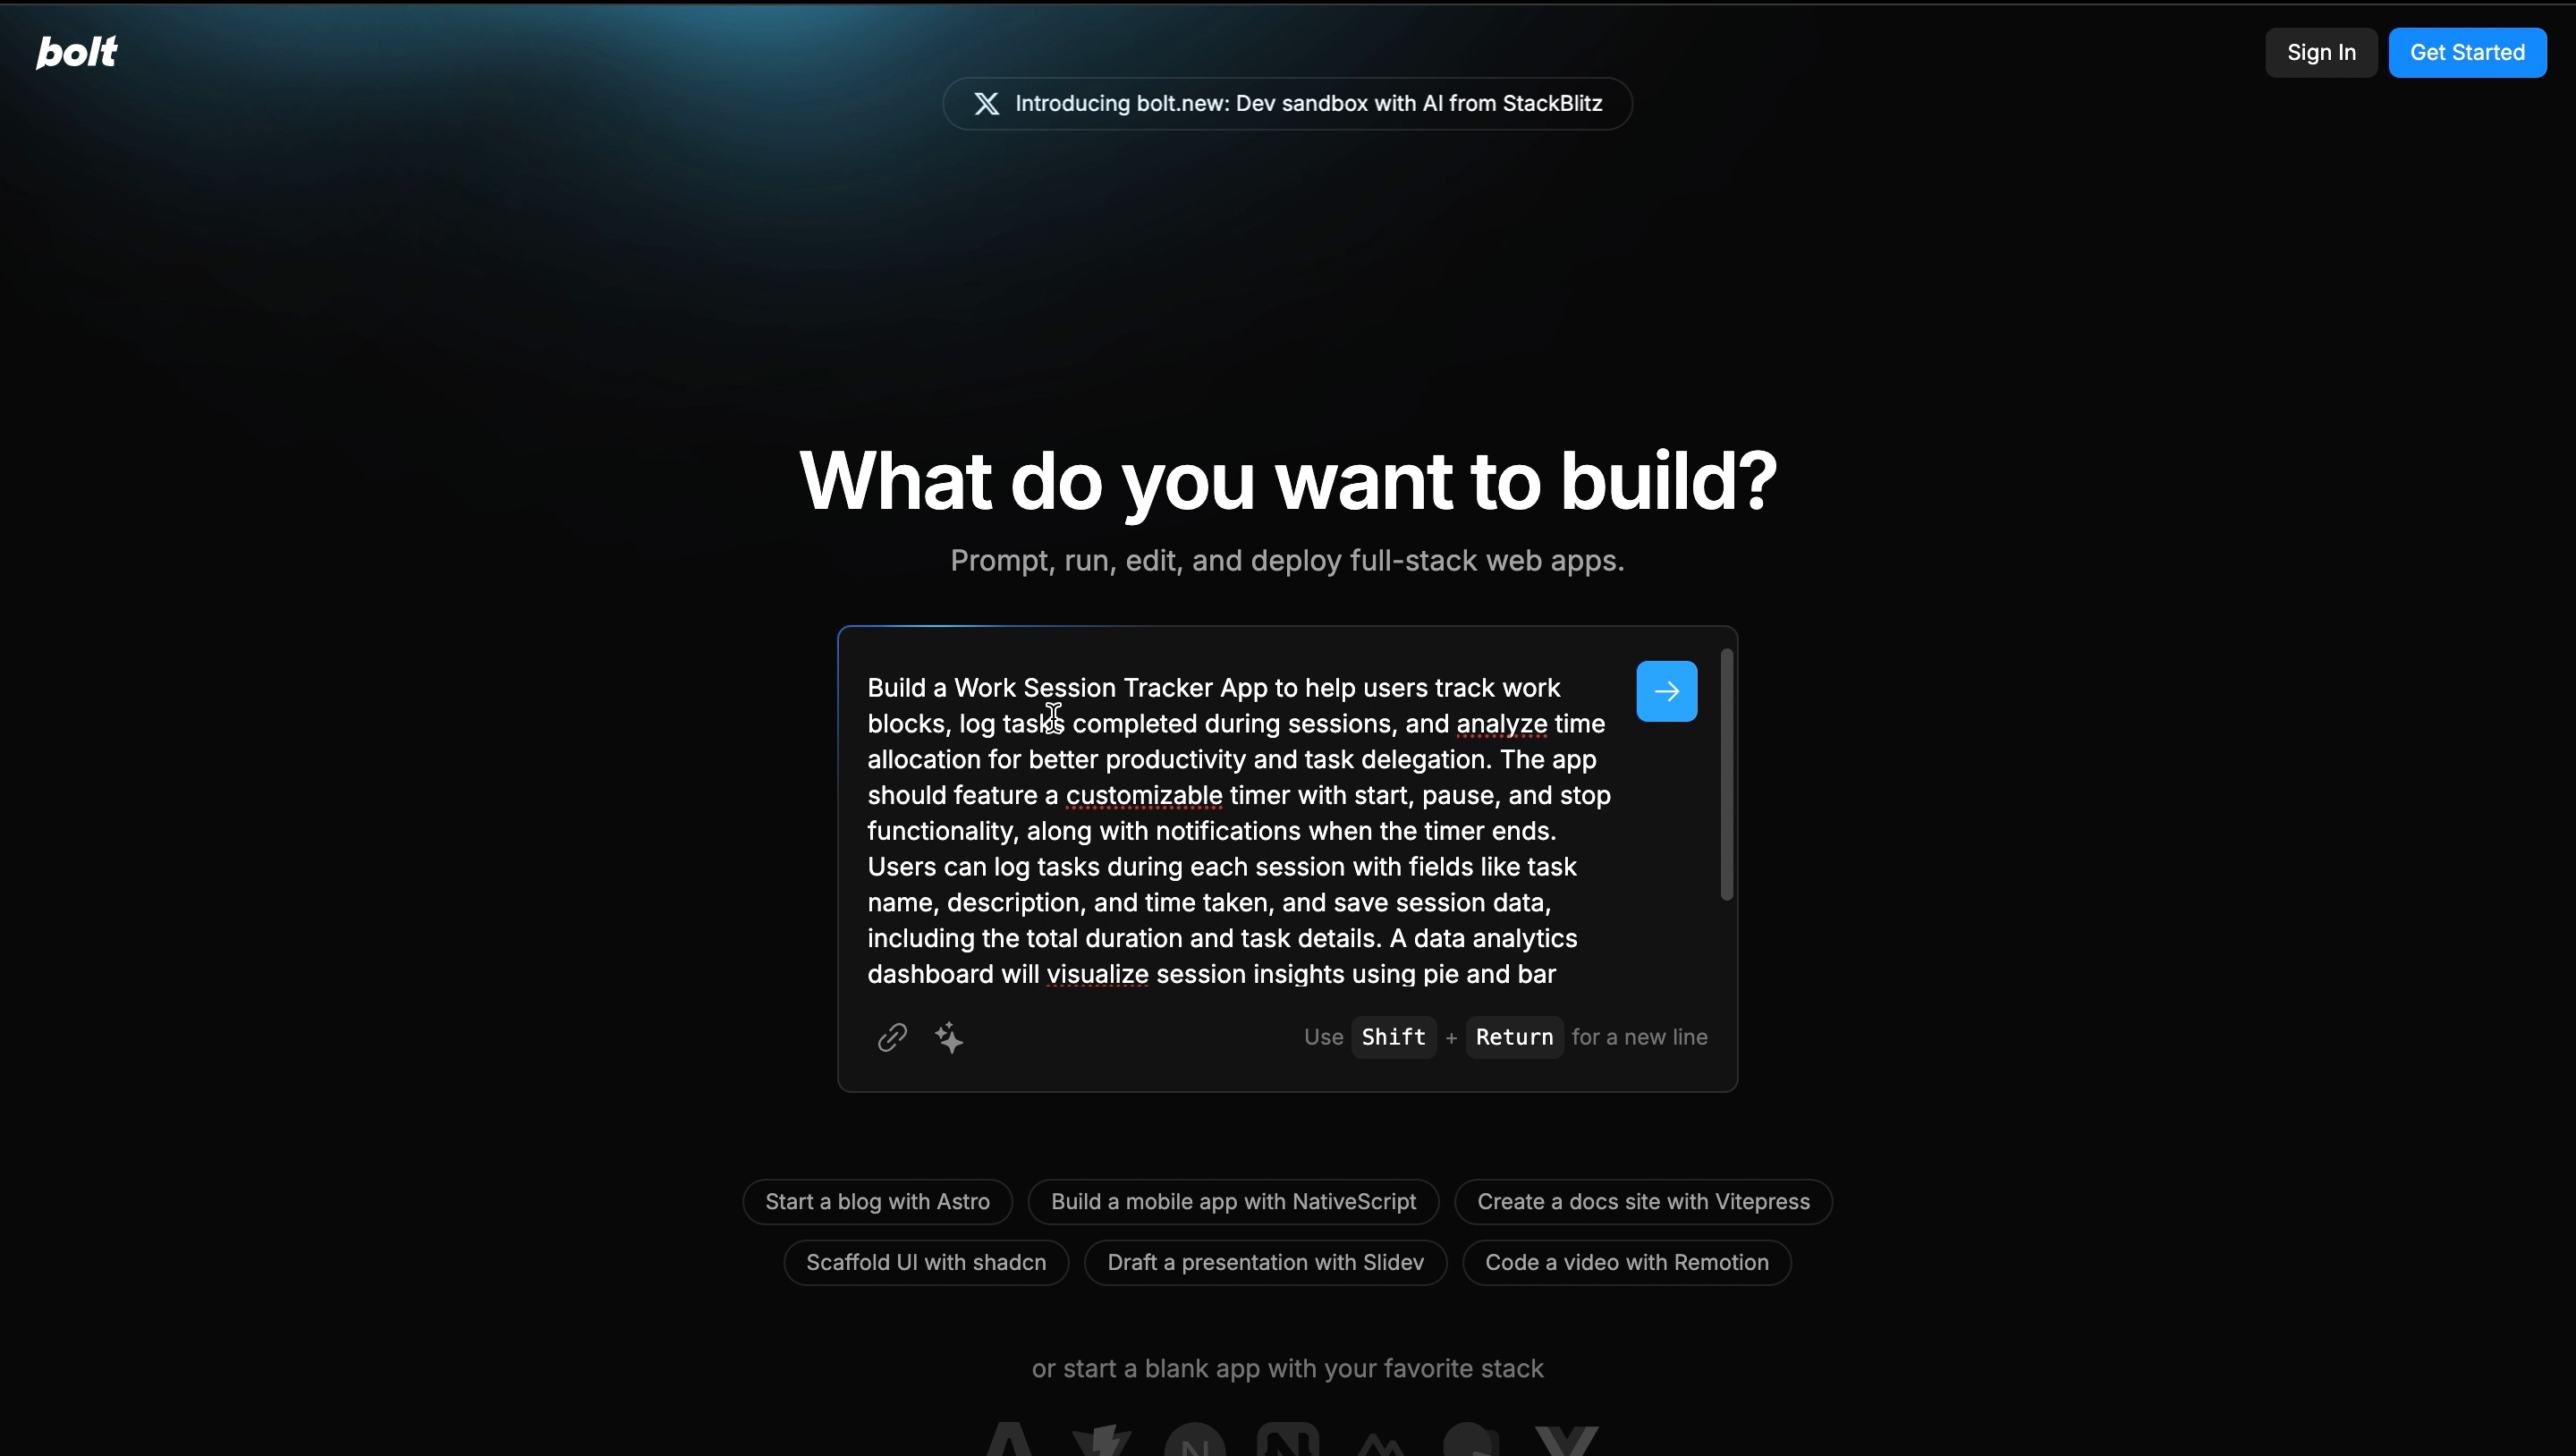 bolt
Sign In
Get Started
Introducing bolt.new: Dev sandbox with AI from StackBlitz
What do you want to build?
Prompt, run, edit, and deploy full-stack web apps.
Build a Work Session Tracker App to help users track work
blocks, log tasks completed during sessions, and analyze time
allocation for better productivity and task delegation. The app
should feature a customizable timer with start, pause, and stop
functionality, along with notifications when the timer ends.
Users can log tasks during each session with fields like task
name, description, and time taken, and save session data,
including the total duration and task details. A data analytics
dashboard will visualize session insights using pie and bar
Use Shift + Return for a new line
Start a blog with Astro
Build a mobile app with NativeScript
Create a docs site with Vitepress
Scaffold UI with shadcn
Draft a presentation with Slidev
Code a video with Remotion
or start a blank app with your favorite stack